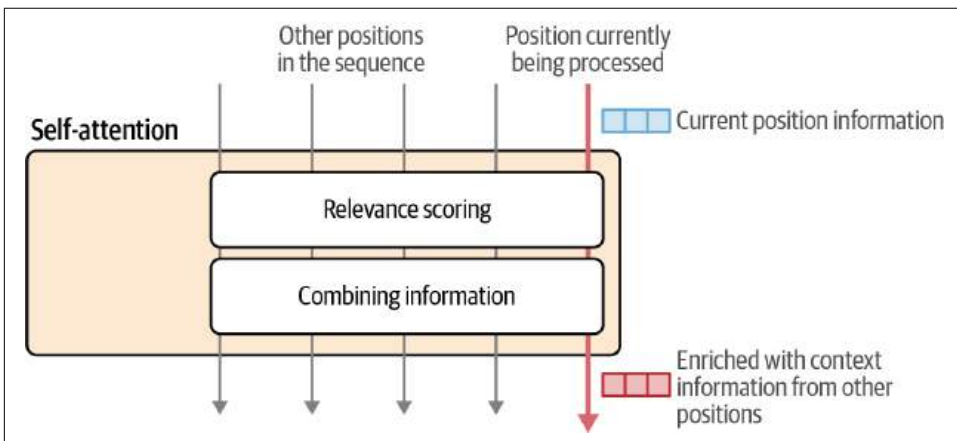 Other positions
in the sequence
Position currently
being processed
Self-attention
Current position information
Relevance scoring
Combining information
Enriched with context
information from other
positions